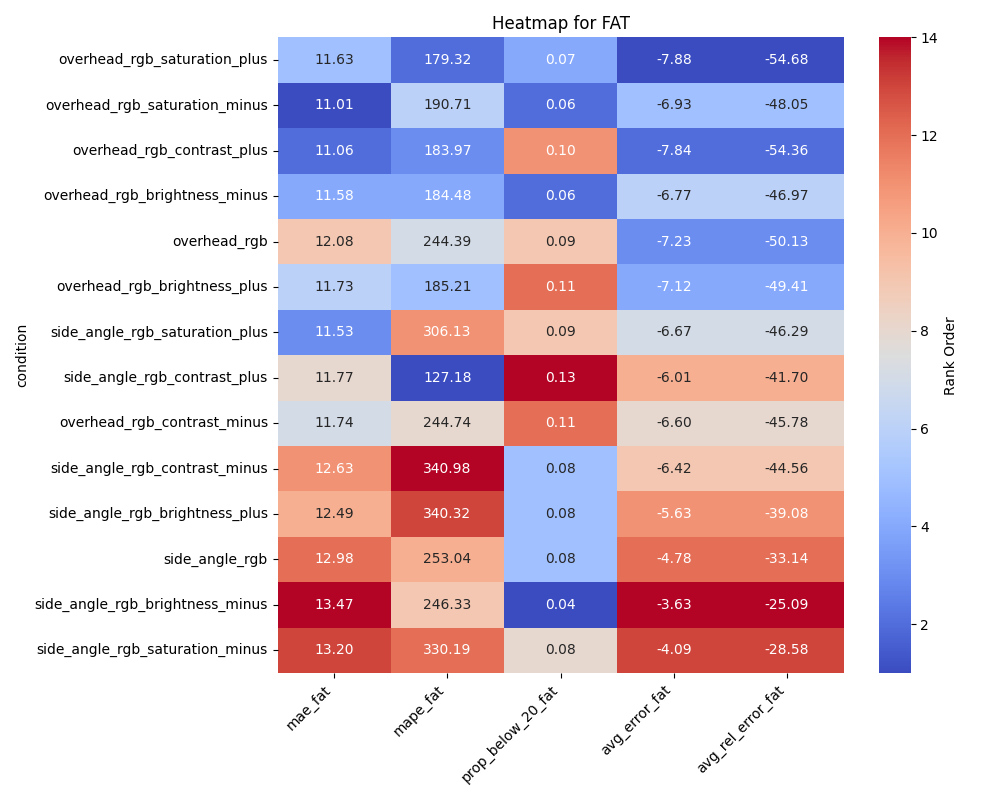 Heatmap for FAT
condition
overhead_rgb_saturation_plus 11.63 179.32 0.07 -7.88 -54.68
overhead_rgb_saturation_minus 11.01 190.71 0.06 -6.93 -48.05
overhead_rgb_contrast_plus 11.06 183.97 0.10 -7.84 -54.36
overhead_rgb_brightness_minus 11.58 184.48 0.06 -6.77 -46.97
overhead_rgb 12.08 244.39 0.09 -7.23 -50.13
overhead_rgb_brightness_plus 11.73 185.21 0.11 -7.12 -49.41
side_angle_rgb_saturation_plus 11.53 306.13 0.09 -6.67 -46.29
side_angle_rgb_contrast_plus 11.77 127.18 0.13 -6.01 -41.70
overhead_rgb_contrast_minus 11.74 244.74 0.11 -6.60 -45.78
side_angle_rgb_contrast_minus 12.63 340.98 0.08 -6.42 -44.56
side_angle_rgb_brightness_plus 12.49 340.32 0.08 -5.63 -39.08
side_angle_rgb 12.98 253.04 0.08 -4.78 -33.14
side_angle_rgb_brightness_minus 13.47 246.33 0.04 -3.63 -25.09
side_angle_rgb_saturation_minus 13.20 330.19 0.08 -4.09 -28.58
mae_fat mape_fat prop_below_20_fat avg_error_fat avg_rel_error_fat
14
12
10
8
6
4
2
Rank Order